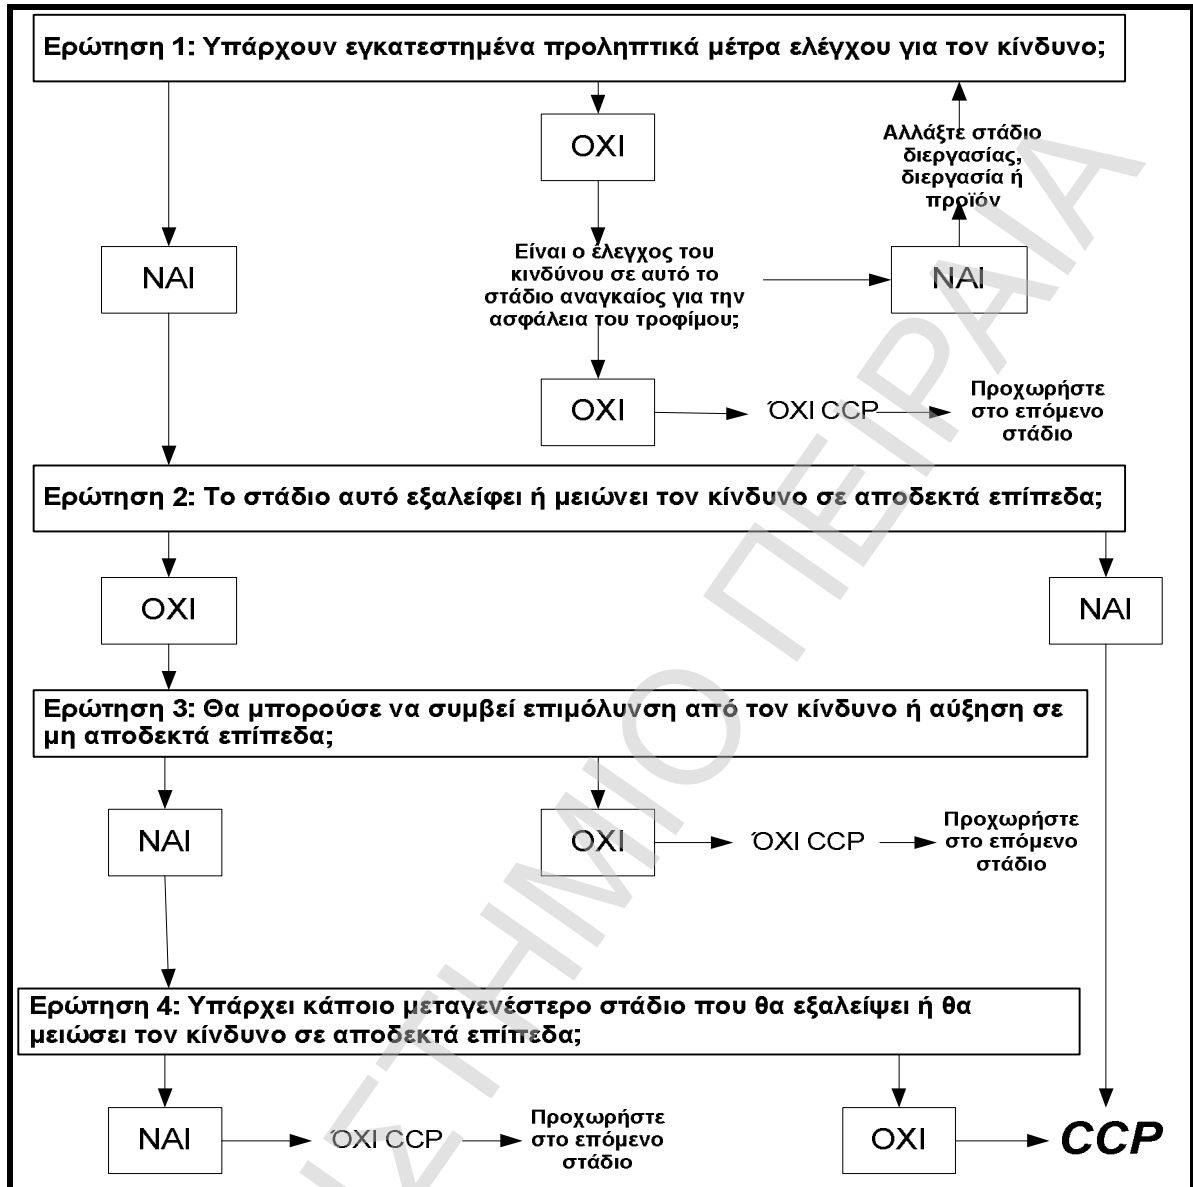 Ερώτηση 1: Υπάρχουν εγκατεστημένα προληπτικά μέτρα ελέγχου για τον κίνδυνο;
ΟΧΙ
Αλλάξτε στάδιο
διεργασίας,
διεργασία ή
προϊόν
ΝΑΙ
Είναι ο έλεγχος του
κινδύνου σε αυτό το
στάδιο αναγκαίος για την
ασφάλεια του τροφίμου;
ΝΑΙ
ΟΧΙ
ΌΧΙ CCP
Προχωρήστε
στο επόμενο
στάδιο
Ερώτηση 2: Το στάδιο αυτό εξαλείφει ή μειώνει τον κίνδυνο σε αποδεκτά επίπεδα;
ΟΧΙ
ΝΑΙ
Ερώτηση 3: Θα μπορούσε να συμβεί επιμόλυνση από τον κίνδυνο ή αύξηση σε
μη αποδεκτά επίπεδα;
ΝΑΙ
ΟΧΙ
ΌΧΙ CCP
Προχωρήστε
στο επόμενο
στάδιο
Ερώτηση 4: Υπάρχει κάποιο μεταγενέστερο στάδιο που θα εξαλείψει ή θα
μειώσει τον κίνδυνο σε αποδεκτά επίπεδα;
ΝΑΙ
ΌΧΙ CCP
Προχωρήστε
στο επόμενο
στάδιο
ΟΧΙ
CCP
ΙΣΤΗΜΙΟ ΠΕΙΡΑΙΑ